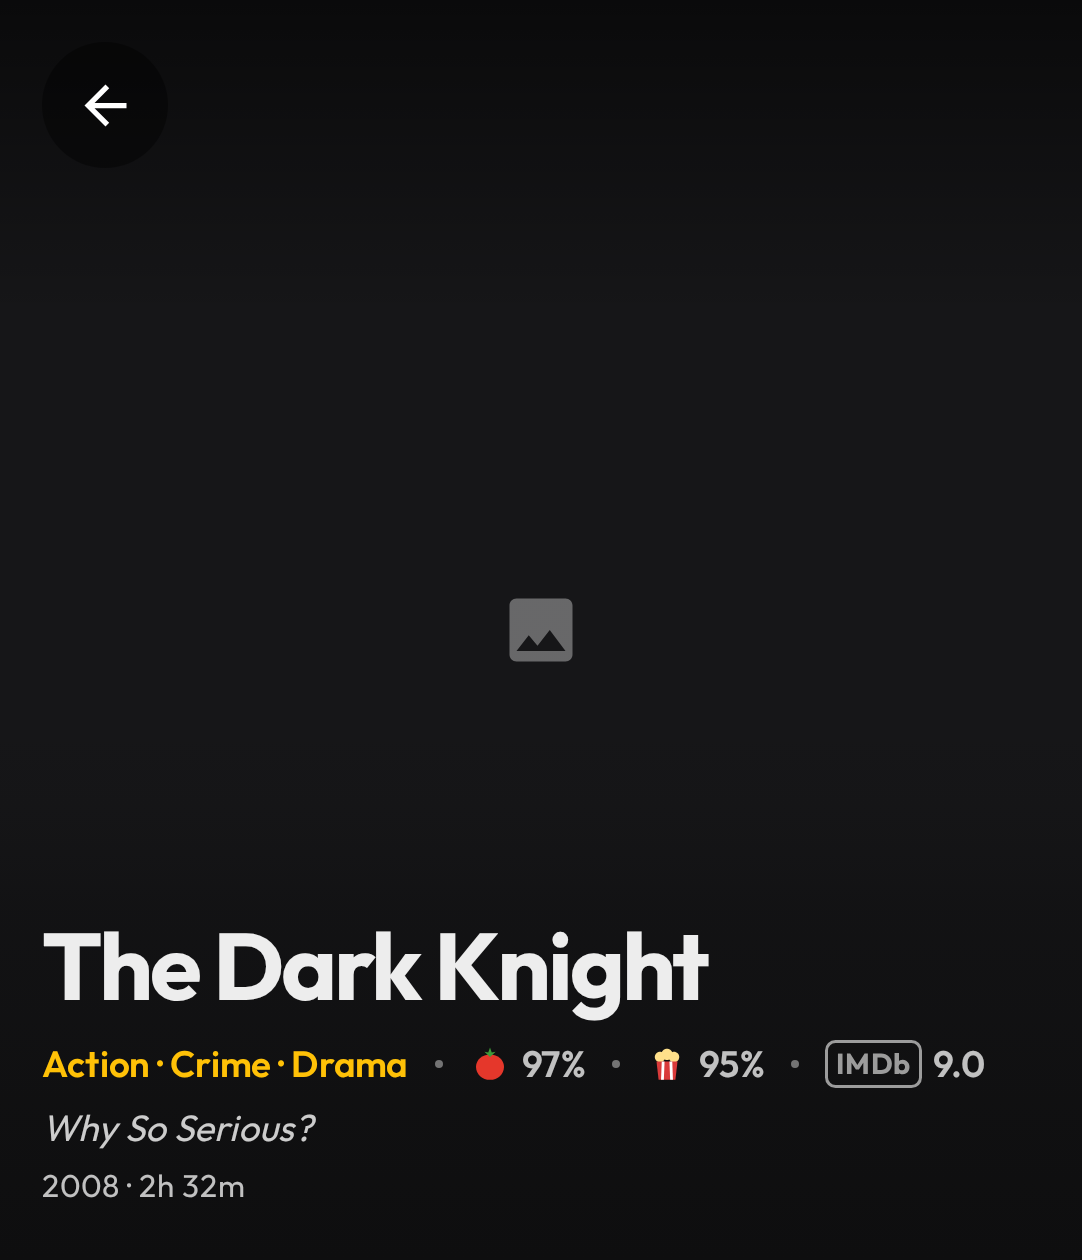 The Dark Knight
Action · Crime · Drama • 97% • 95% • IMDb 9.0
Why So Serious?
2008 · 2h 32m